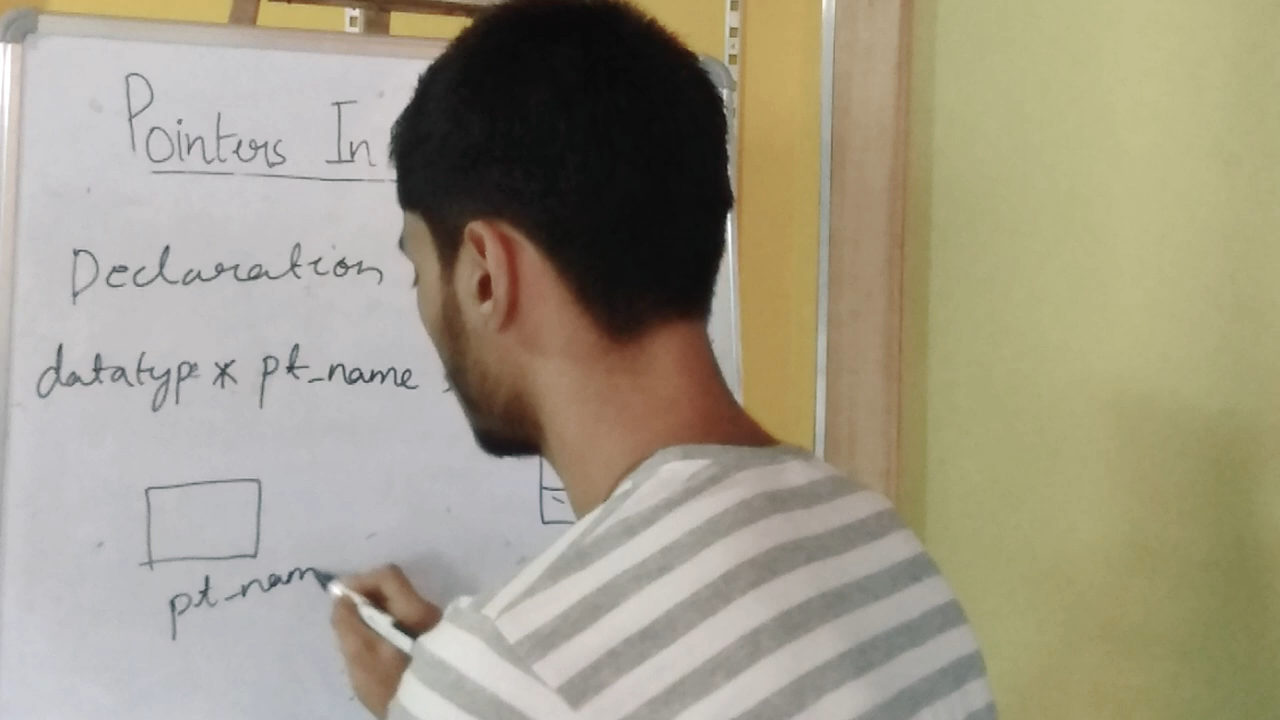 Pointers In
Declaration
datatype * pt_name
pt_nam